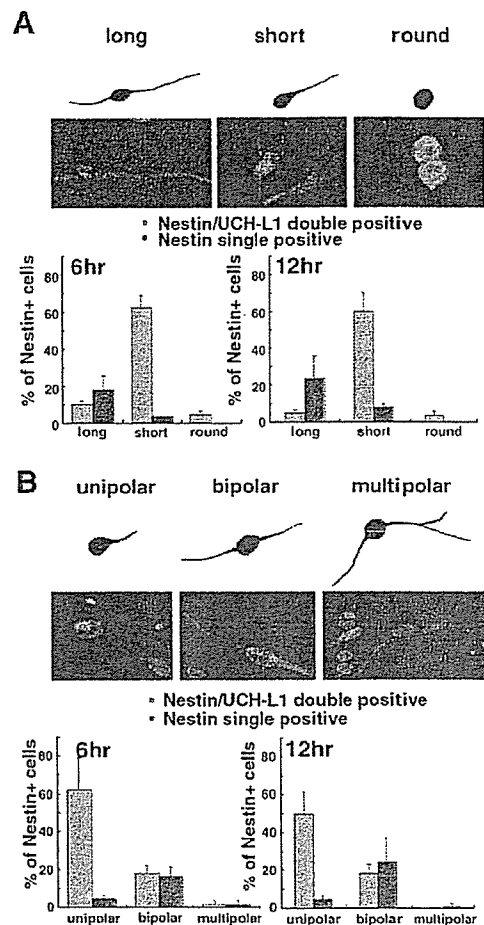 A
long short round
Nestin/UCH-L1 double positive
Nestin single positive
% of Nestin+ cells
6hr
80
60
40
20
long short round
% of Nestin+ cells
12hr
80
60
40
20
0
long short round
B
unipolar bipolar multipolar
Nestin/UCH-L1 double positive
Nestin single positive
% of Nestin+ cells
6hr
80
60
40
20
0
unipolar bipolar multipolar
% of Nestin+ cells
12hr
80
60
40
20
0
unipolar bipolar multipolar